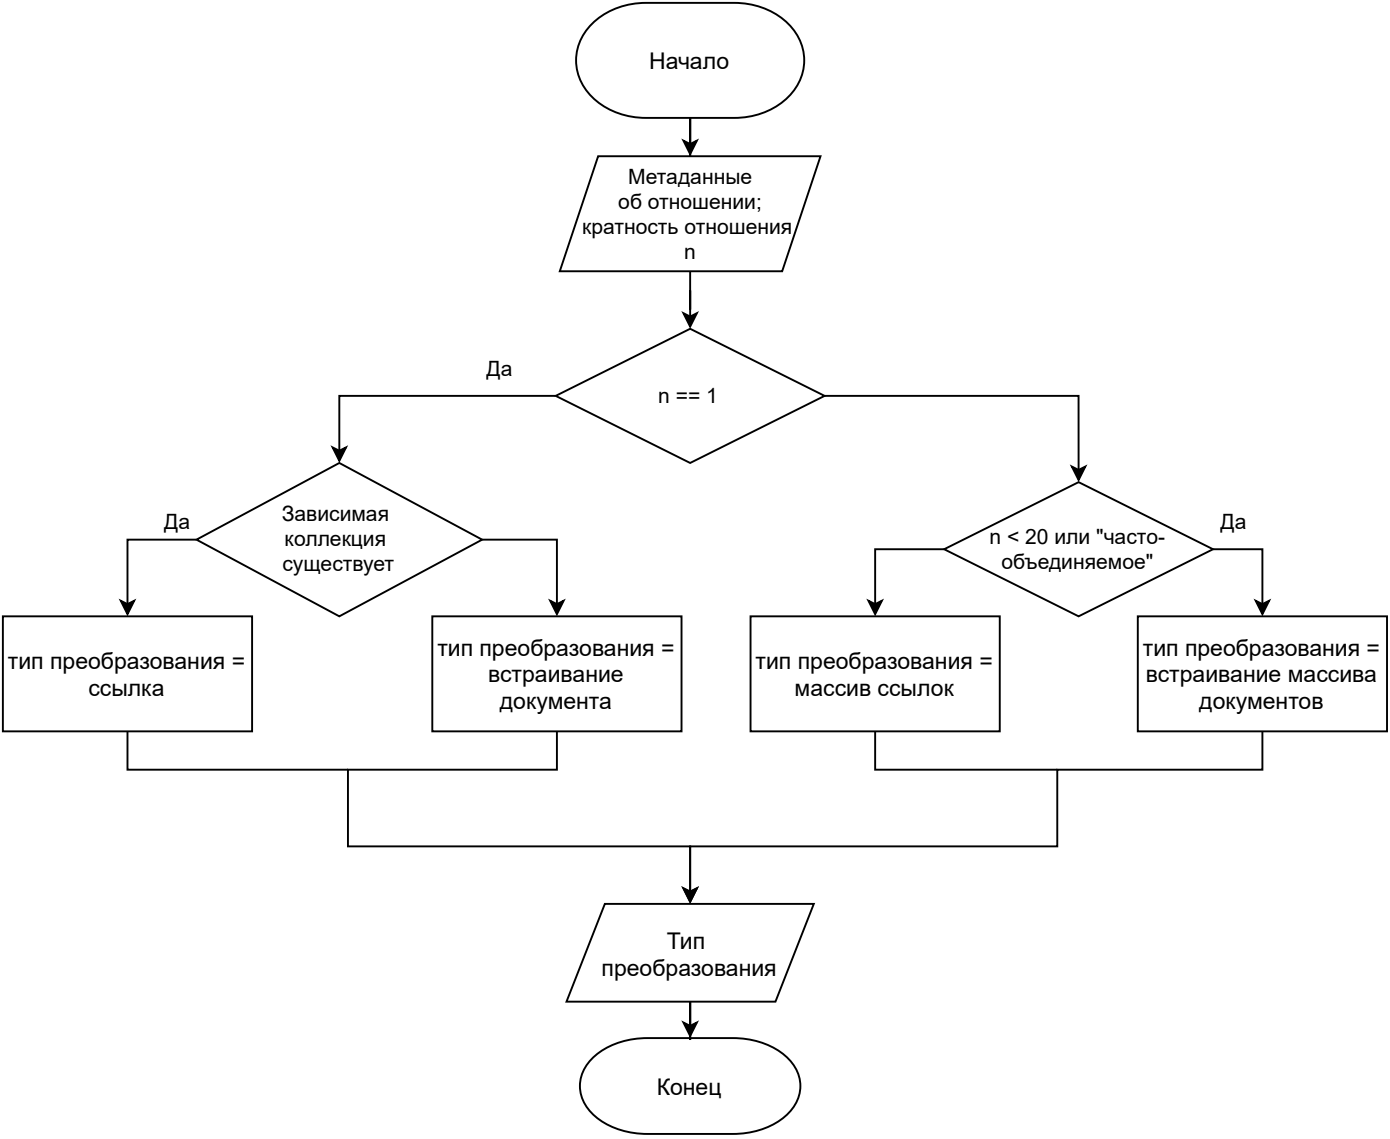 Начало
Метаданные
об отношении;
кратность отношения
n
Да
n == 1
Да
Зависимая
коллекция
существует
n < 20 или "часто-
объединяемое"
Да
тип преобразования =
ссылка
тип преобразования =
встраивание
документа
тип преобразования =
массив ссылок
тип преобразования =
встраивание массива
документов
Тип
преобразования
Конец